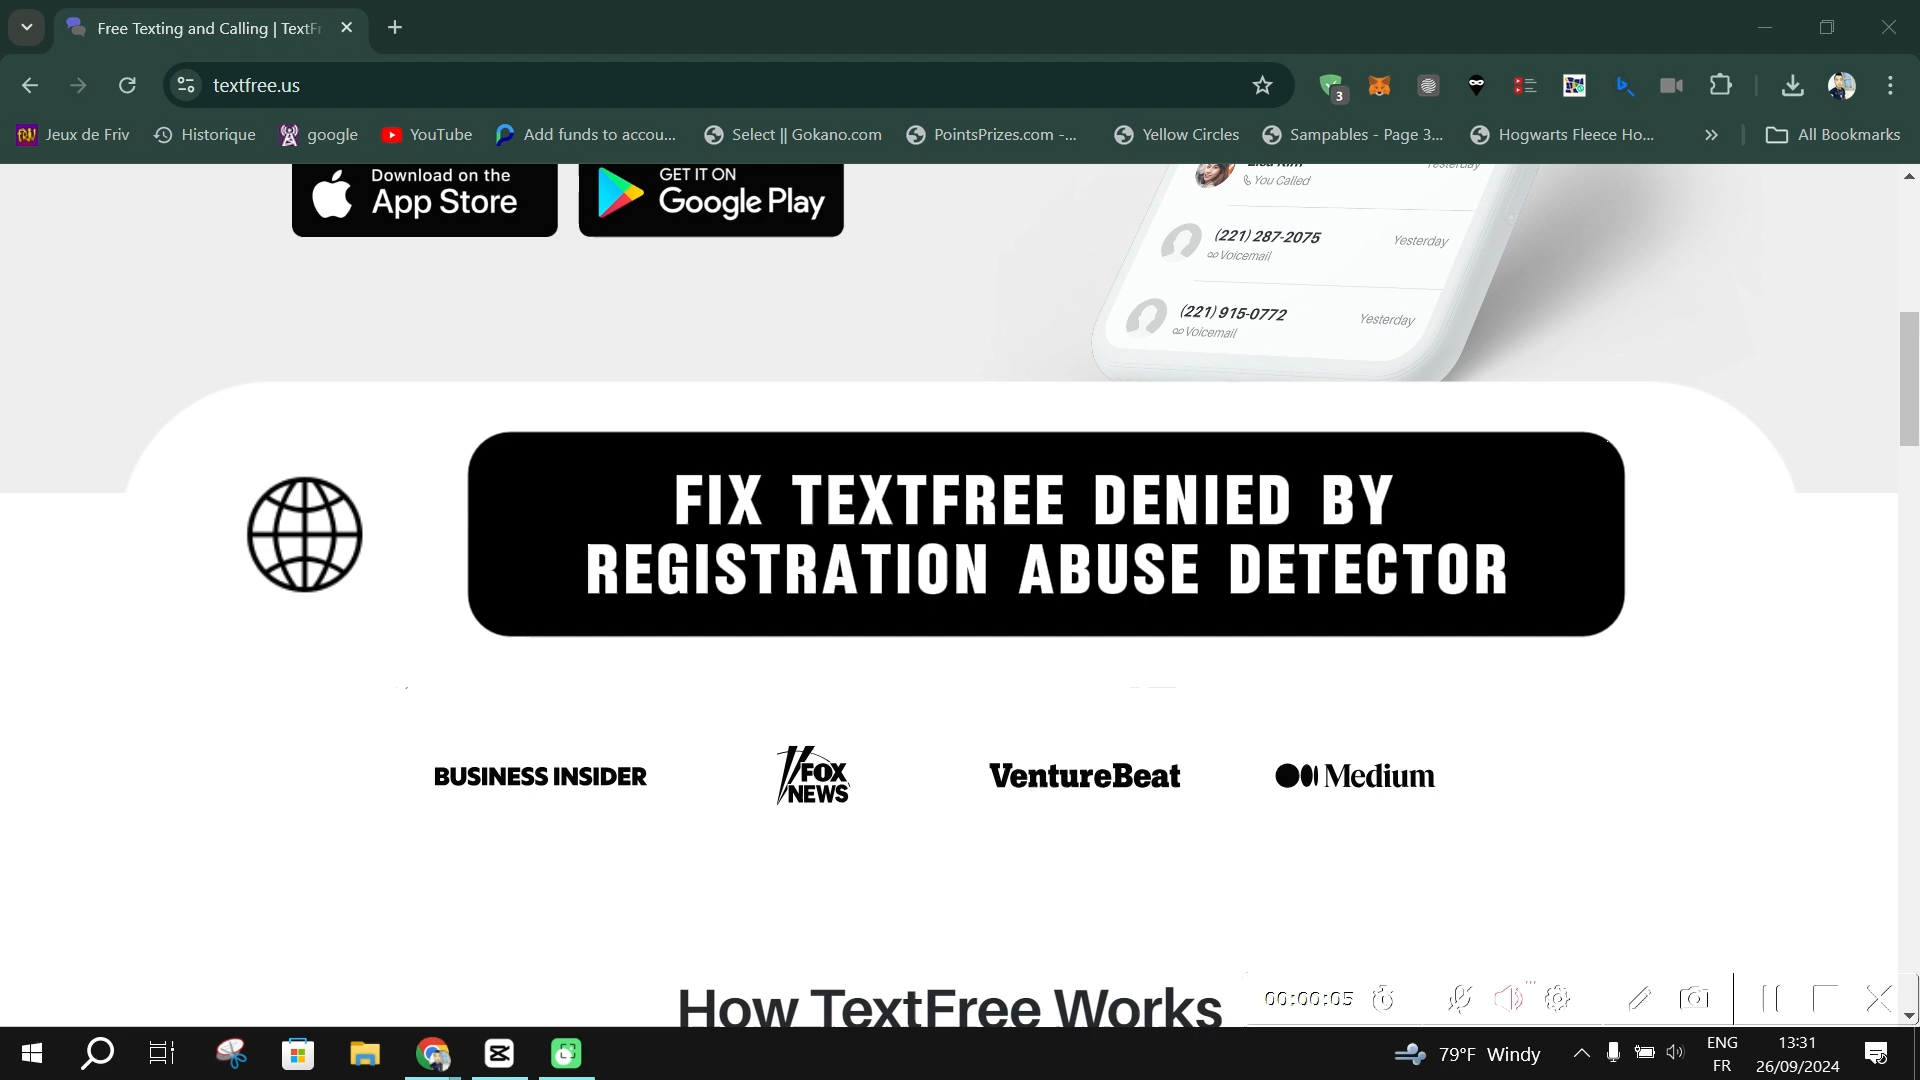 Free Texting and Calling | TextFr
textfree.us
3
Jeux de Friv
Historique
google
YouTube
Add funds to accou...
Select || Gokano.com
PointsPrizes.com -...
Yellow Circles
Sampables - Page 3...
Hogwarts Fleece Ho...
»
All Bookmarks
Download on the
App Store
GET IT ON
Google Play
Yesterday
You Called
(221) 287-2075
Yesterday
Voicemail
(221) 915-0772
Yesterday
Voicemail
FIX TEXTFREE DENIED BY
REGISTRATION ABUSE DETECTOR
BUSINESS INSIDER
FOX
NEWS
VentureBeat
Medium
How TextFree Works
00:00:05
79°F Windy
ENG
FR
13:31
26/09/2024